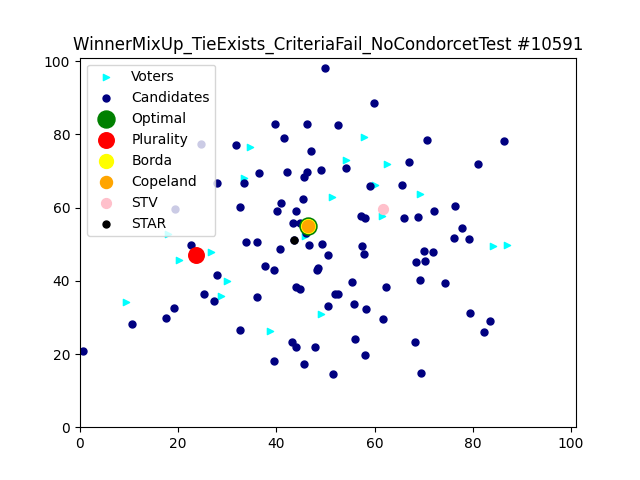 WinnerMixUp_TieExists_CriteriaFail_NoCondorcetTest #10591
100
80
60
40
20
0
Voters
Candidates
Optimal
Plurality
Borda
Copeland
STV
STAR
0 20 40 60 80 100